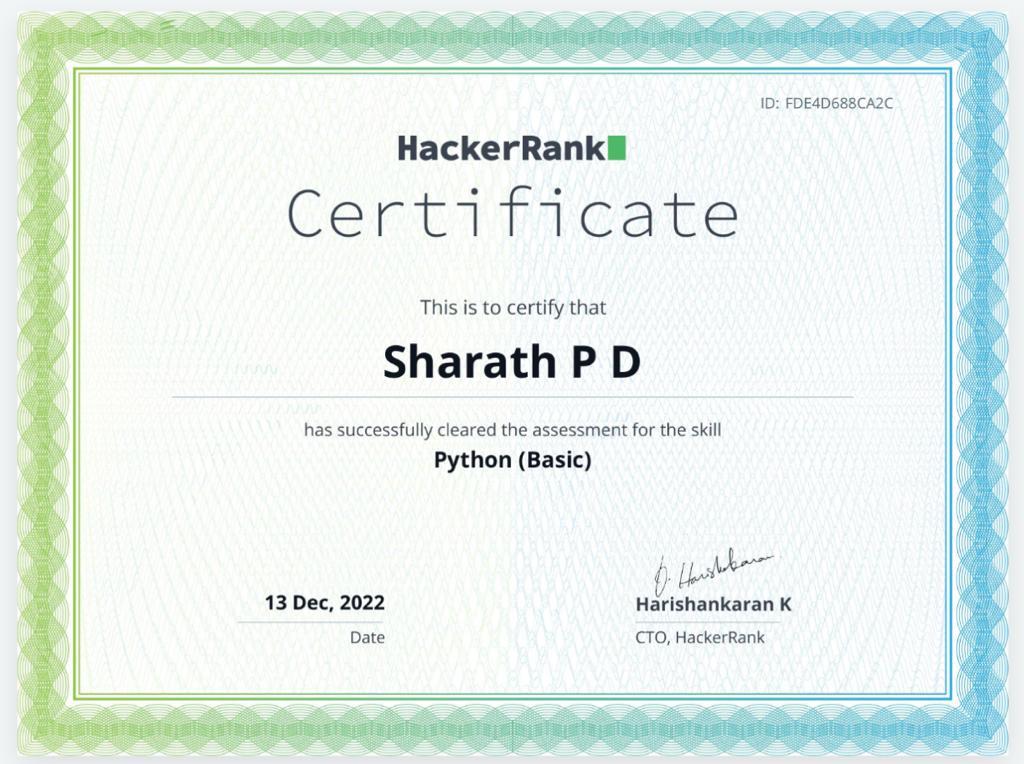 ID: FDE4D688CA2C
HackerRank
Certificate
This is to certify that
Sharath P D
has successfully cleared the assessment for the skill
Python (Basic)
13 Dec, 2022
Date
Harishankaran K
CTO, HackerRank